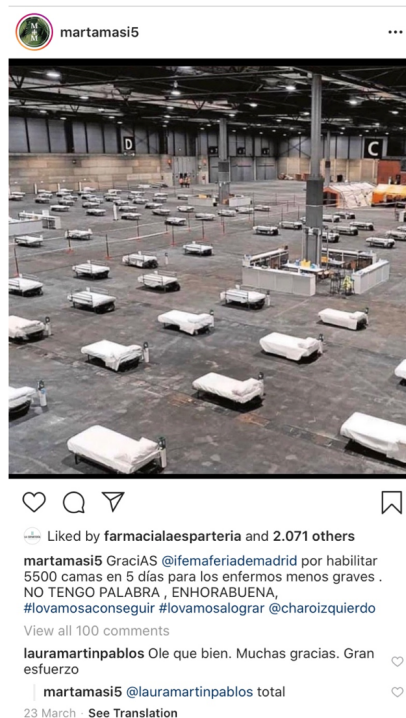 martamasi5
D
C
Liked by farmacialaesparteria and 2.071 others
martamasi5 GraciAS @ifemaferiademadrid por habilitar
5500 camas en 5 días para los enfermos menos graves .
NO TENGO PALABRA , ENHORABUENA,
#lovamosaconseguir #lovamosalograr @charoizquierdo
View all 100 comments
lauramartinpablos Ole que bien. Muchas gracias. Gran
esfuerzo
martamasi5 @lauramartinpablos total
23 March · See Translation